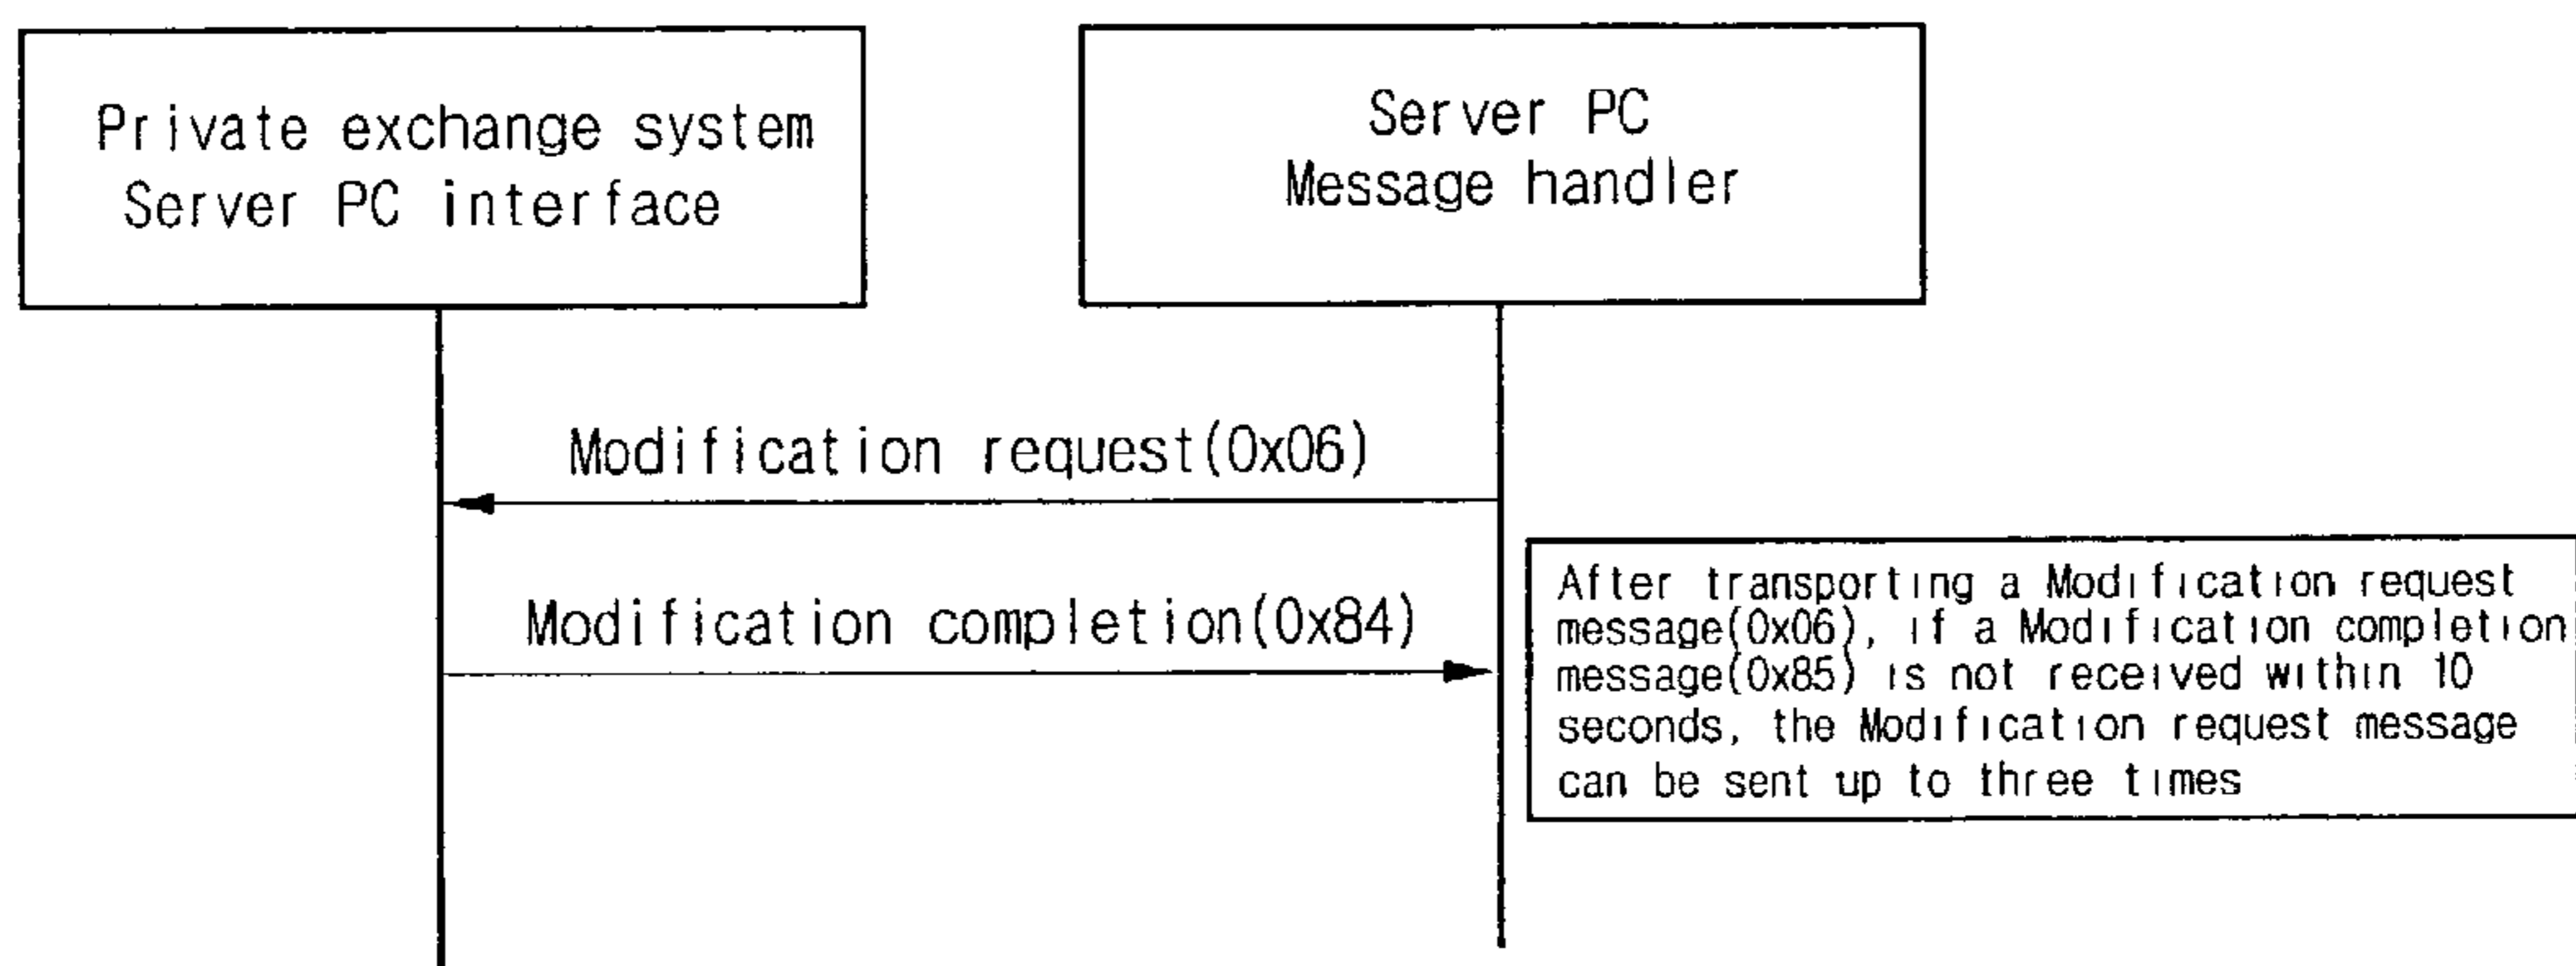 Private exchange system
Server PC interface
Server PC
Message handler
Modification request(0x06)
Modification completion(0x84)
After transporting a Modification request
message(0x06), if a Modification completion
message(0x85) is not received within 10
seconds, the Modification request message
can be sent up to three times